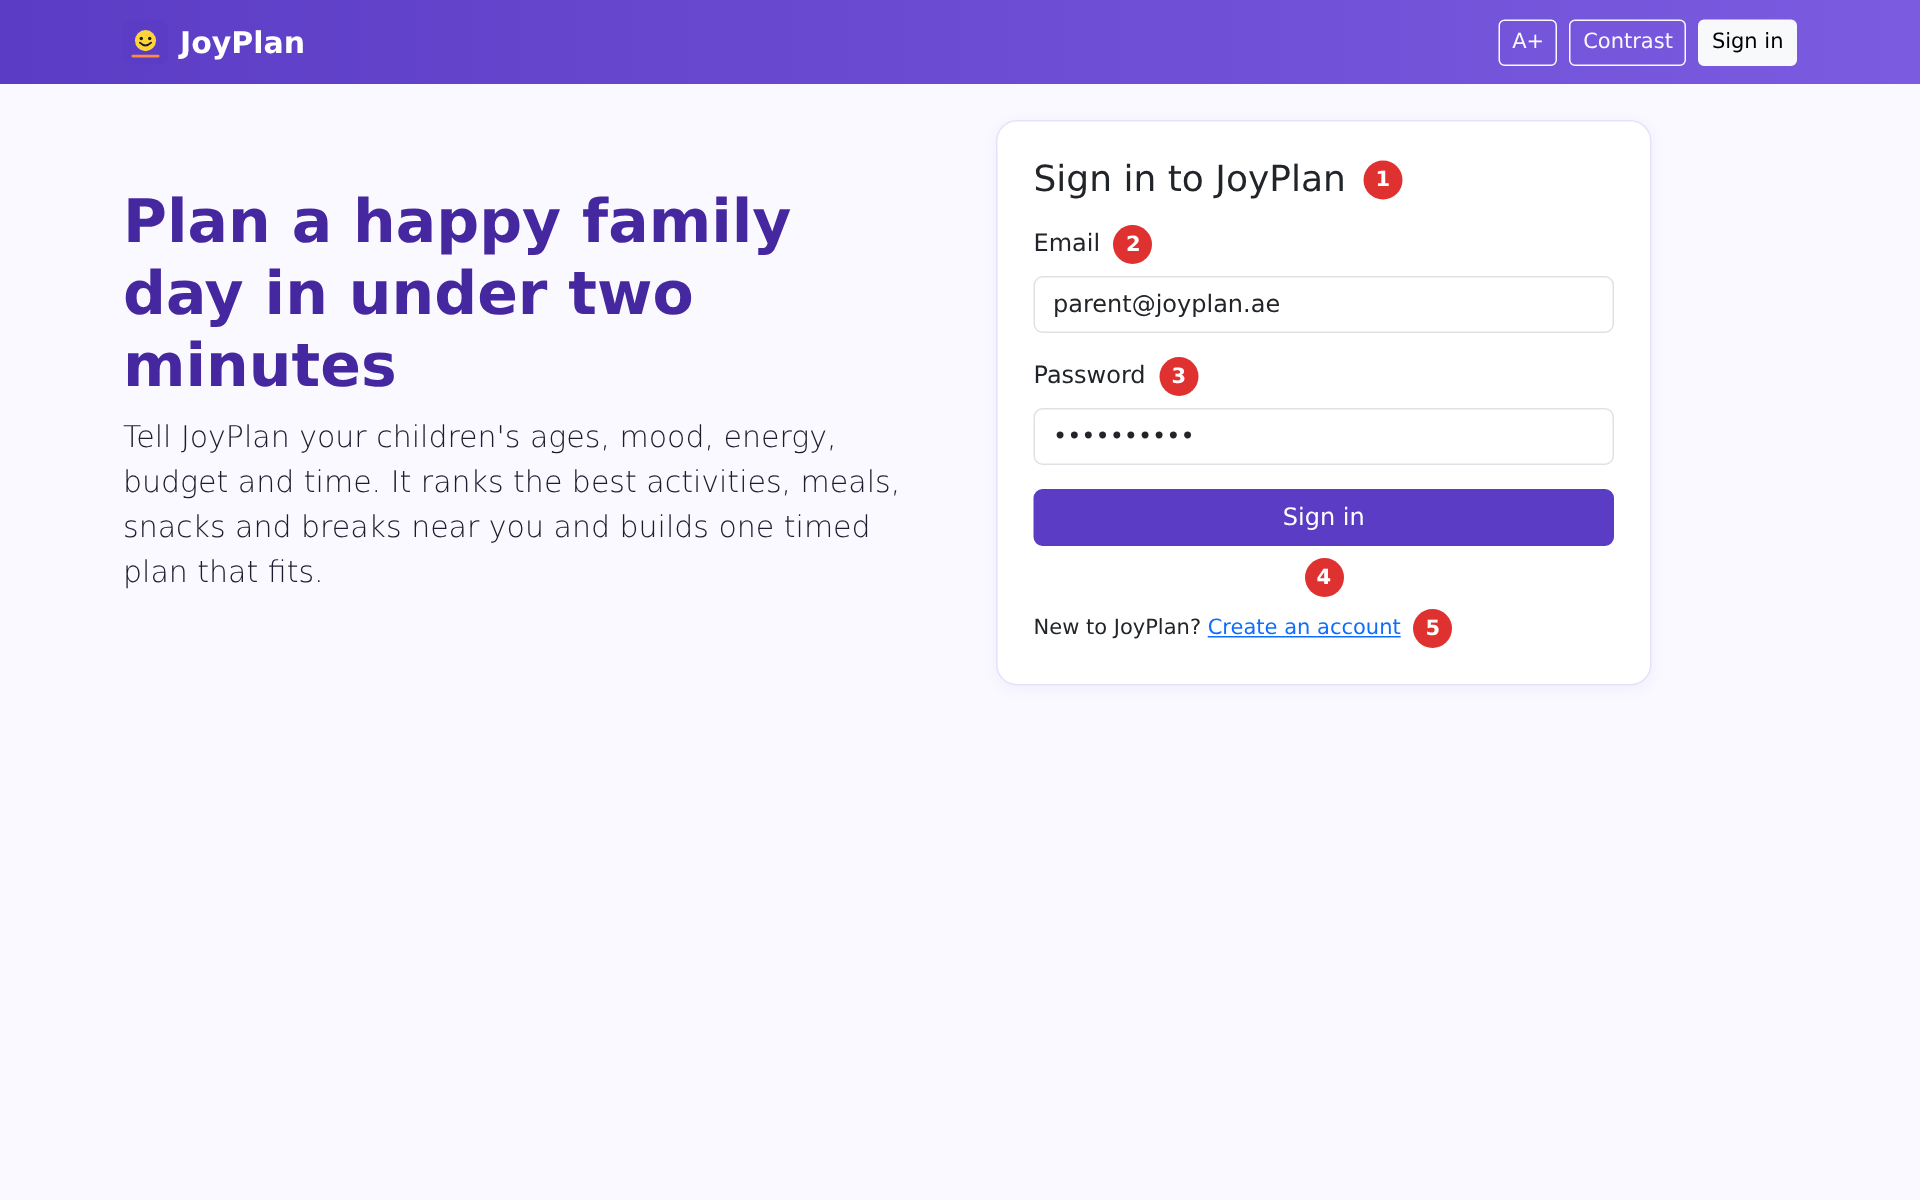 JoyPlan
A+ Contrast Sign in
Plan a happy family
day in under two
minutes
Tell JoyPlan your children's ages, mood, energy,
budget and time. It ranks the best activities, meals,
snacks and breaks near you and builds one timed
plan that fits.
Sign in to JoyPlan 1
Email 2
parent@joyplan.ae
Password 3
••••••••••
Sign in
4
New to JoyPlan? Create an account 5